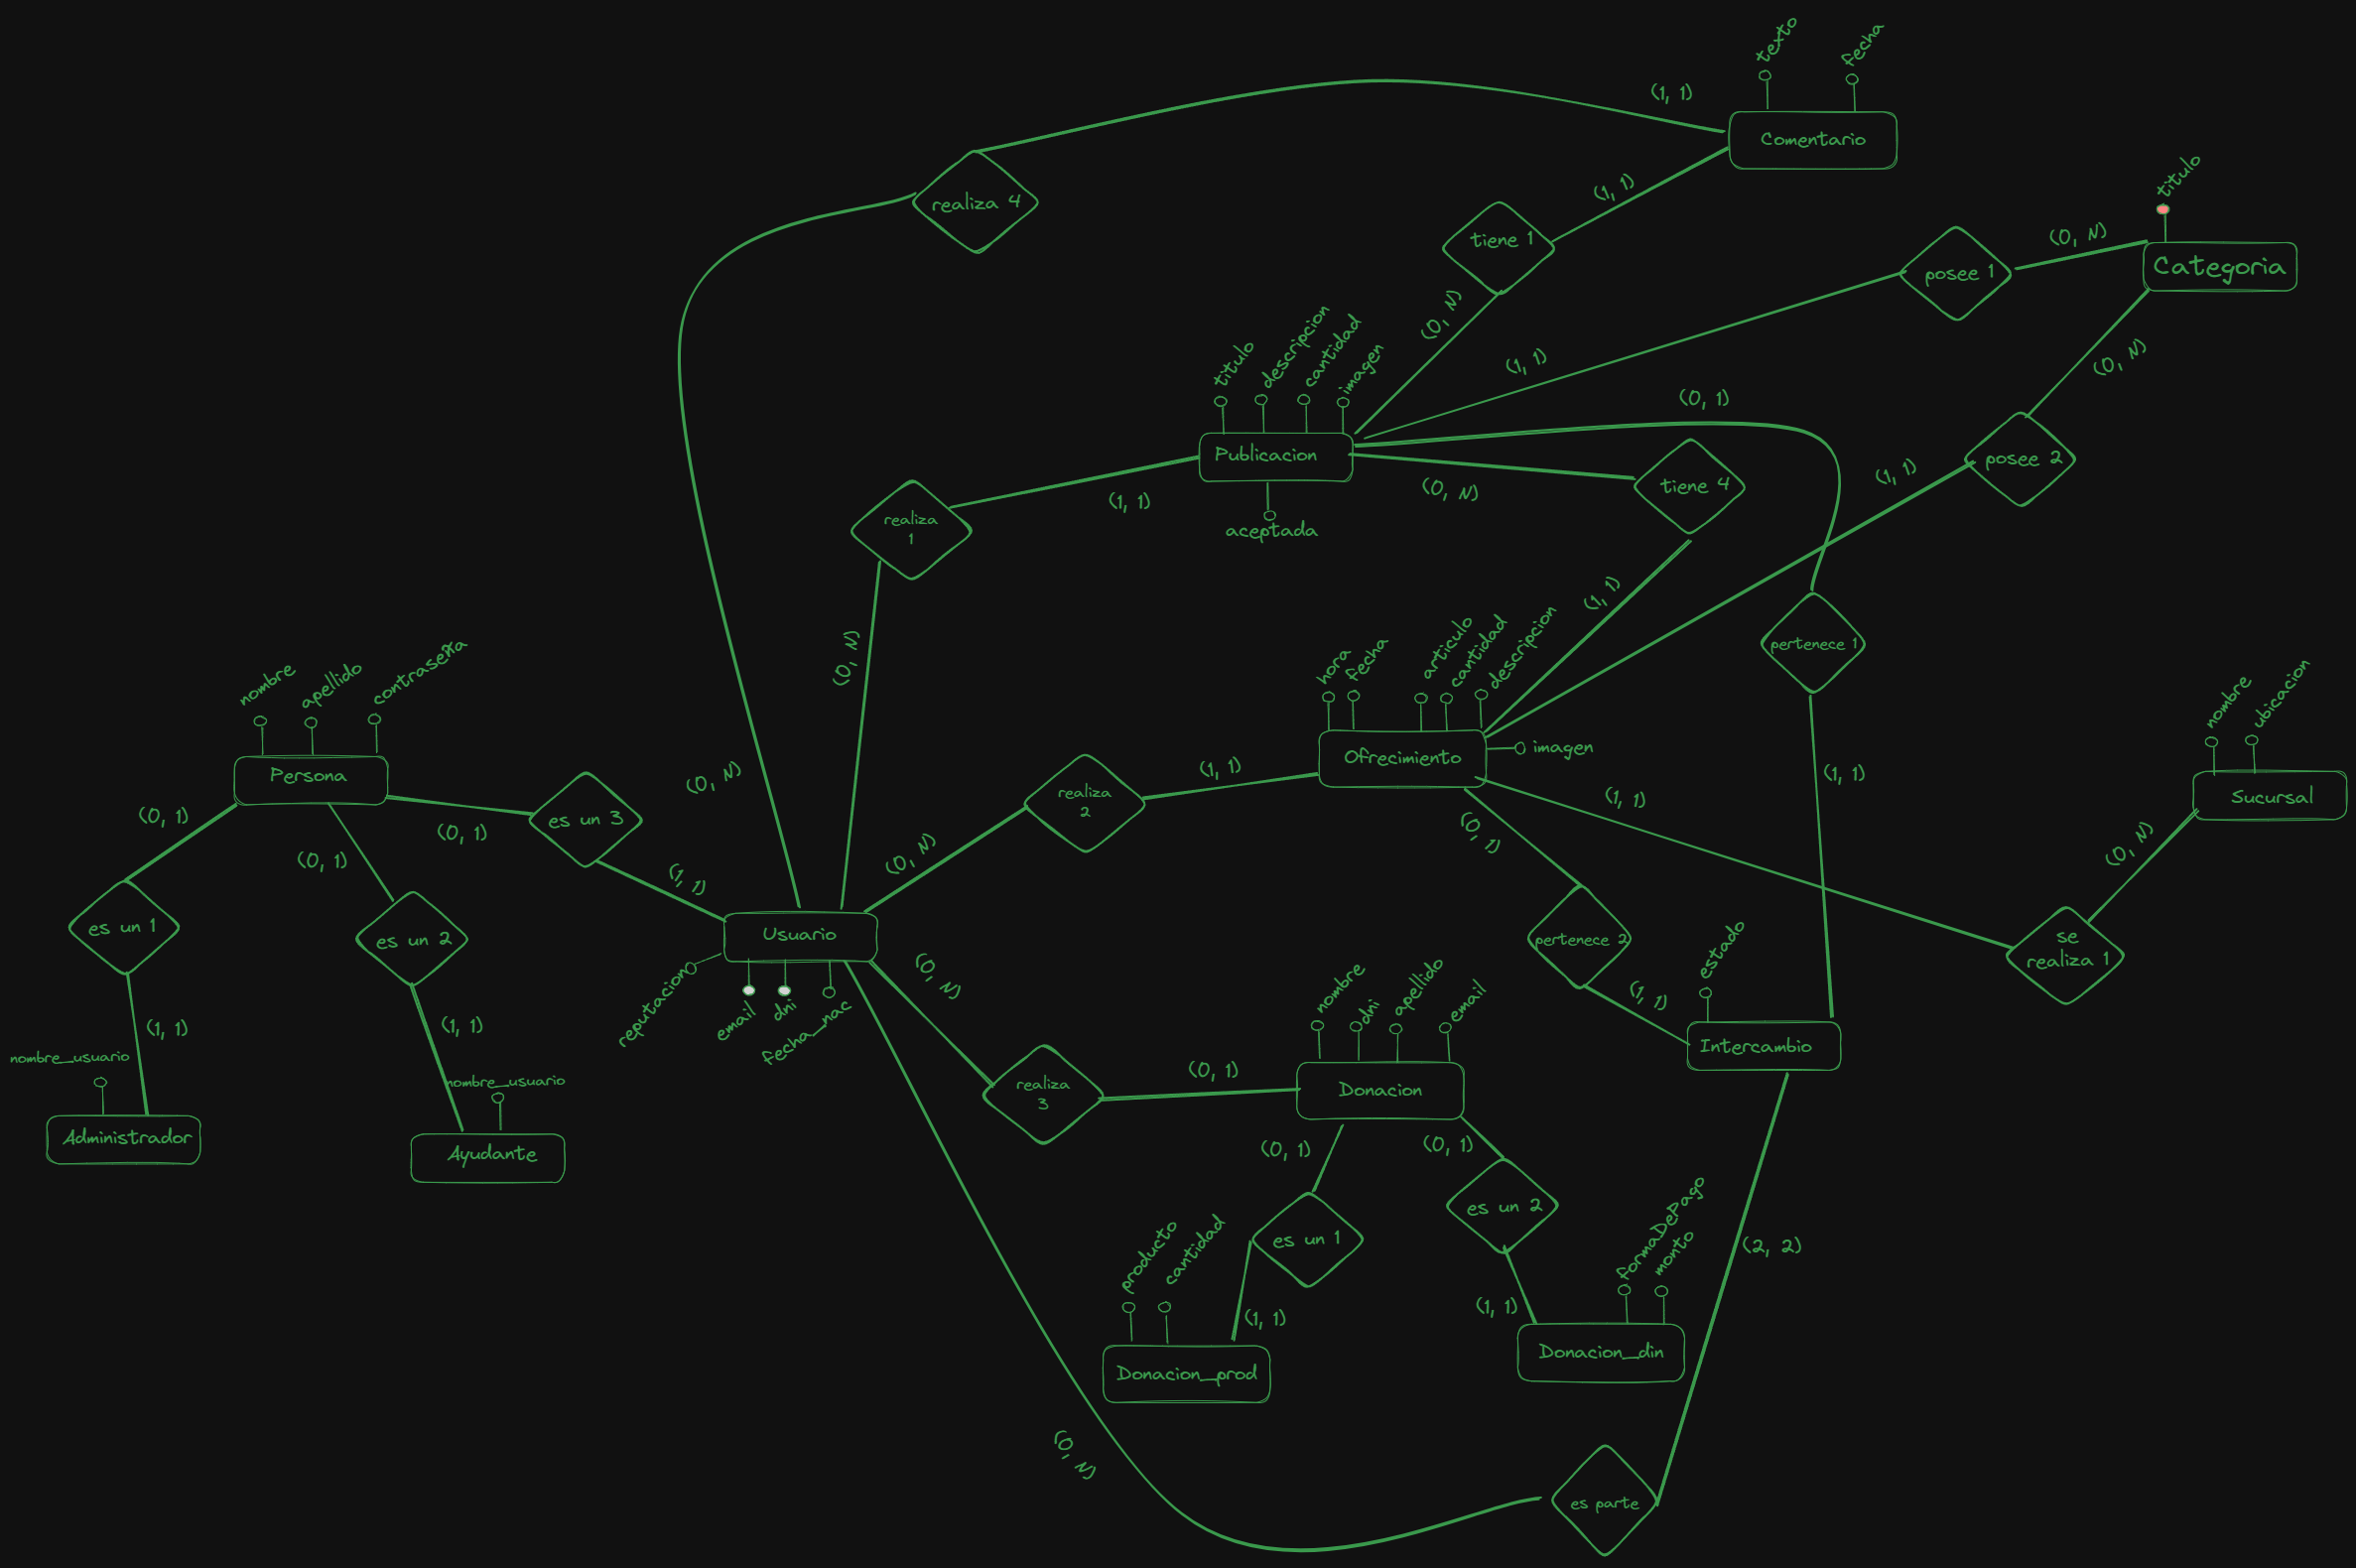 texto
fecha
(1, 1)
Comentario
realiza 4
(1, 1)
tiene 1
titulo
(0, N)
posee 1
Categoria
(0, N)
titulo
descripcion
cantidad
imagen
(1, 1)
(0, N)
(0, 1)
Publicacion
(0, N)
tiene 4
(1, 1)
posee 2
(1, 1)
realiza
1
aceptada
(1, 1)
(0, N)
hora
fecha
articulo
cantidad
descripcion
pertenece 1
nombre
apellido
contraseña
nombre
ubicacion
Persona
Ofrecimiento
imagen
(0, N)
(1, 1)
(1, 1)
(1, 1)
Sucursal
(0, 1)
(0, 1)
es un 3
realiza
2
(0, 1)
(0, 1)
(0, N)
(1, 1)
(0, N)
es un 1
es un 2
Usuario
pertenece 2
estado
se
realiza 1
reputacion
email
dni
fecha_nac
(0, N)
nombre
dni
apellido
email
(1, 1)
(1, 1)
(1, 1)
nombre_usuario
nombre_usuario
Intercambio
realiza
3
(0, 1)
Donacion
Administrador
Ayudante
(0, 1)
(0, 1)
es un 1
es un 2
producto
cantidad
formaDePago
monto
(2, 2)
(1, 1)
(1, 1)
Donacion_prod
Donacion_din
(0, N)
es parte